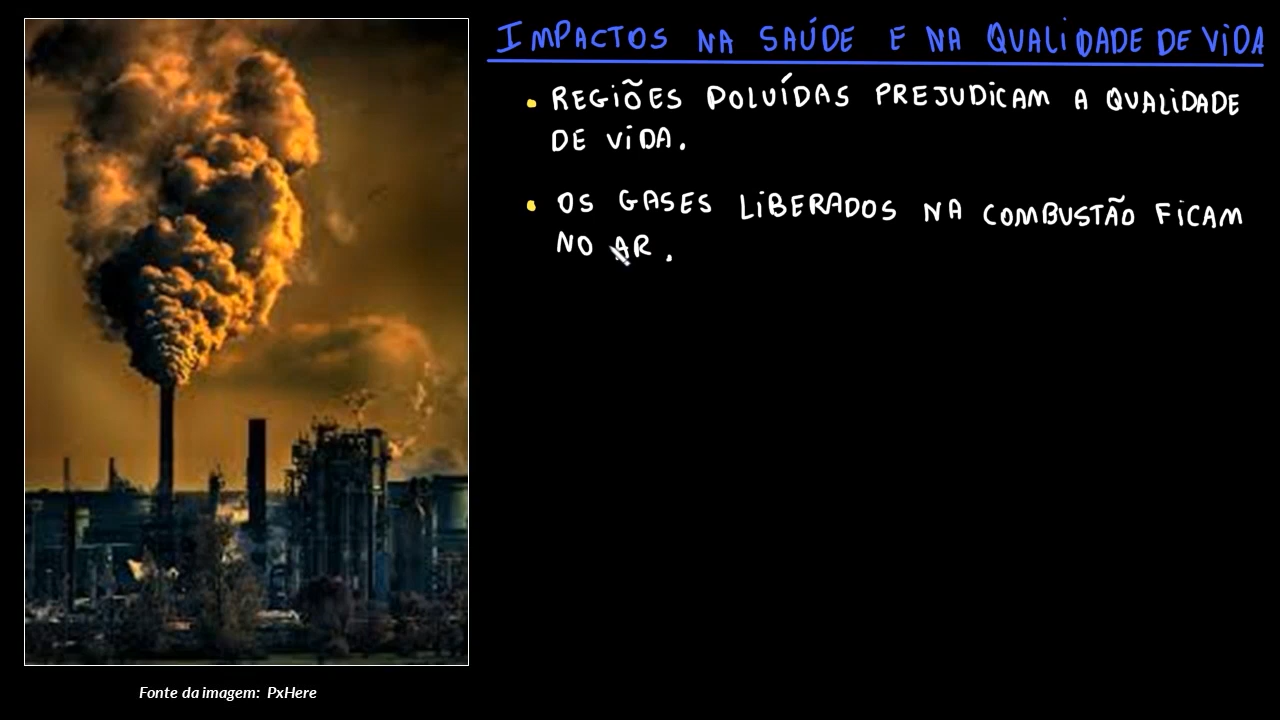 IMPACTOS NA SAÚDE E NA QUALIDADE DE VIDA
• REGIÕES POLUÍDAS PREJUDICAM A QUALIDADE
DE VIDA.
• OS GASES LIBERADOS NA COMBUSTÃO FICAM
NO AR.
Fonte da imagem: PxHere